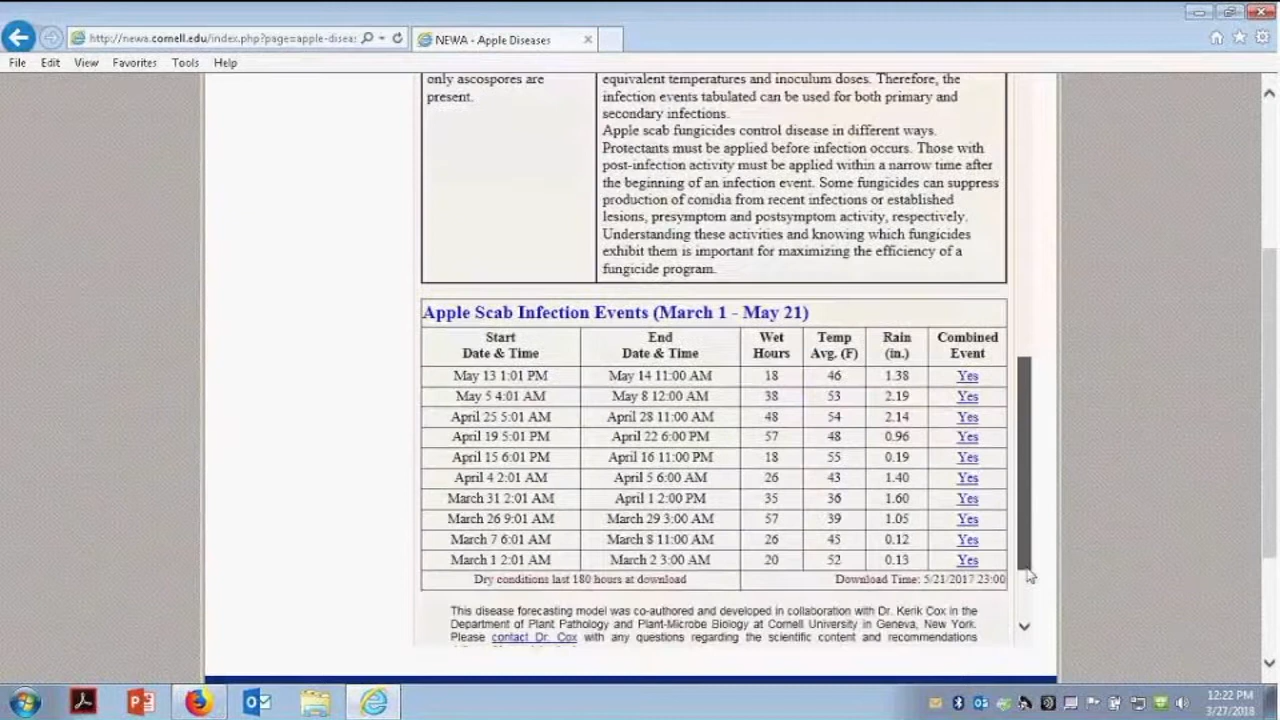 http://newa.cornell.edu/index.php?page=apple-disea:
NEWA - Apple Diseases
File Edit View Favorites Tools Help
only ascospores are
present.
equivalent temperatures and inoculum doses. Therefore, the
infection events tabulated can be used for both primary and
secondary infections.
Apple scab fungicides control disease in different ways.
Protectants must be applied before infection occurs. Those with
post-infection activity must be applied within a narrow time after
the beginning of an infection event. Some fungicides can suppress
production of conidia from recent infections or established
lesions, presymptom and postsymptom activity, respectively.
Understanding these activities and knowing which fungicides
exhibit them is important for maximizing the efficiency of a
fungicide program.
Apple Scab Infection Events (March 1 - May 21)
Start End Wet Temp Rain Combined
Date & Time Date & Time Hours Avg. (F) (in.) Event
May 13 1:01 PM May 14 11:00 AM 18 46 1.38 Yes
May 5 4:01 AM May 8 12:00 AM 38 53 2.19 Yes
April 25 5:01 AM April 28 11:00 AM 48 54 2.14 Yes
April 19 5:01 PM April 22 6:00 PM 57 48 0.96 Yes
April 15 6:01 PM April 16 11:00 PM 18 55 0.19 Yes
April 4 2:01 AM April 5 6:00 AM 26 43 1.40 Yes
March 31 2:01 AM April 1 2:00 PM 35 36 1.60 Yes
March 26 9:01 AM March 29 3:00 AM 57 39 1.05 Yes
March 7 6:01 AM March 8 11:00 AM 26 45 0.12 Yes
March 1 2:01 AM March 2 3:00 AM 20 52 0.13 Yes
Dry conditions last 180 hours at download Download Time: 5/21/2017 23:00
This disease forecasting model was co-authored and developed in collaboration with Dr. Kerik Cox in the
Department of Plant Pathology and Plant-Microbe Biology at Cornell University in Geneva, New York.
Please contact Dr. Cox with any questions regarding the scientific content and recommendations
12:22 PM
3/27/2018